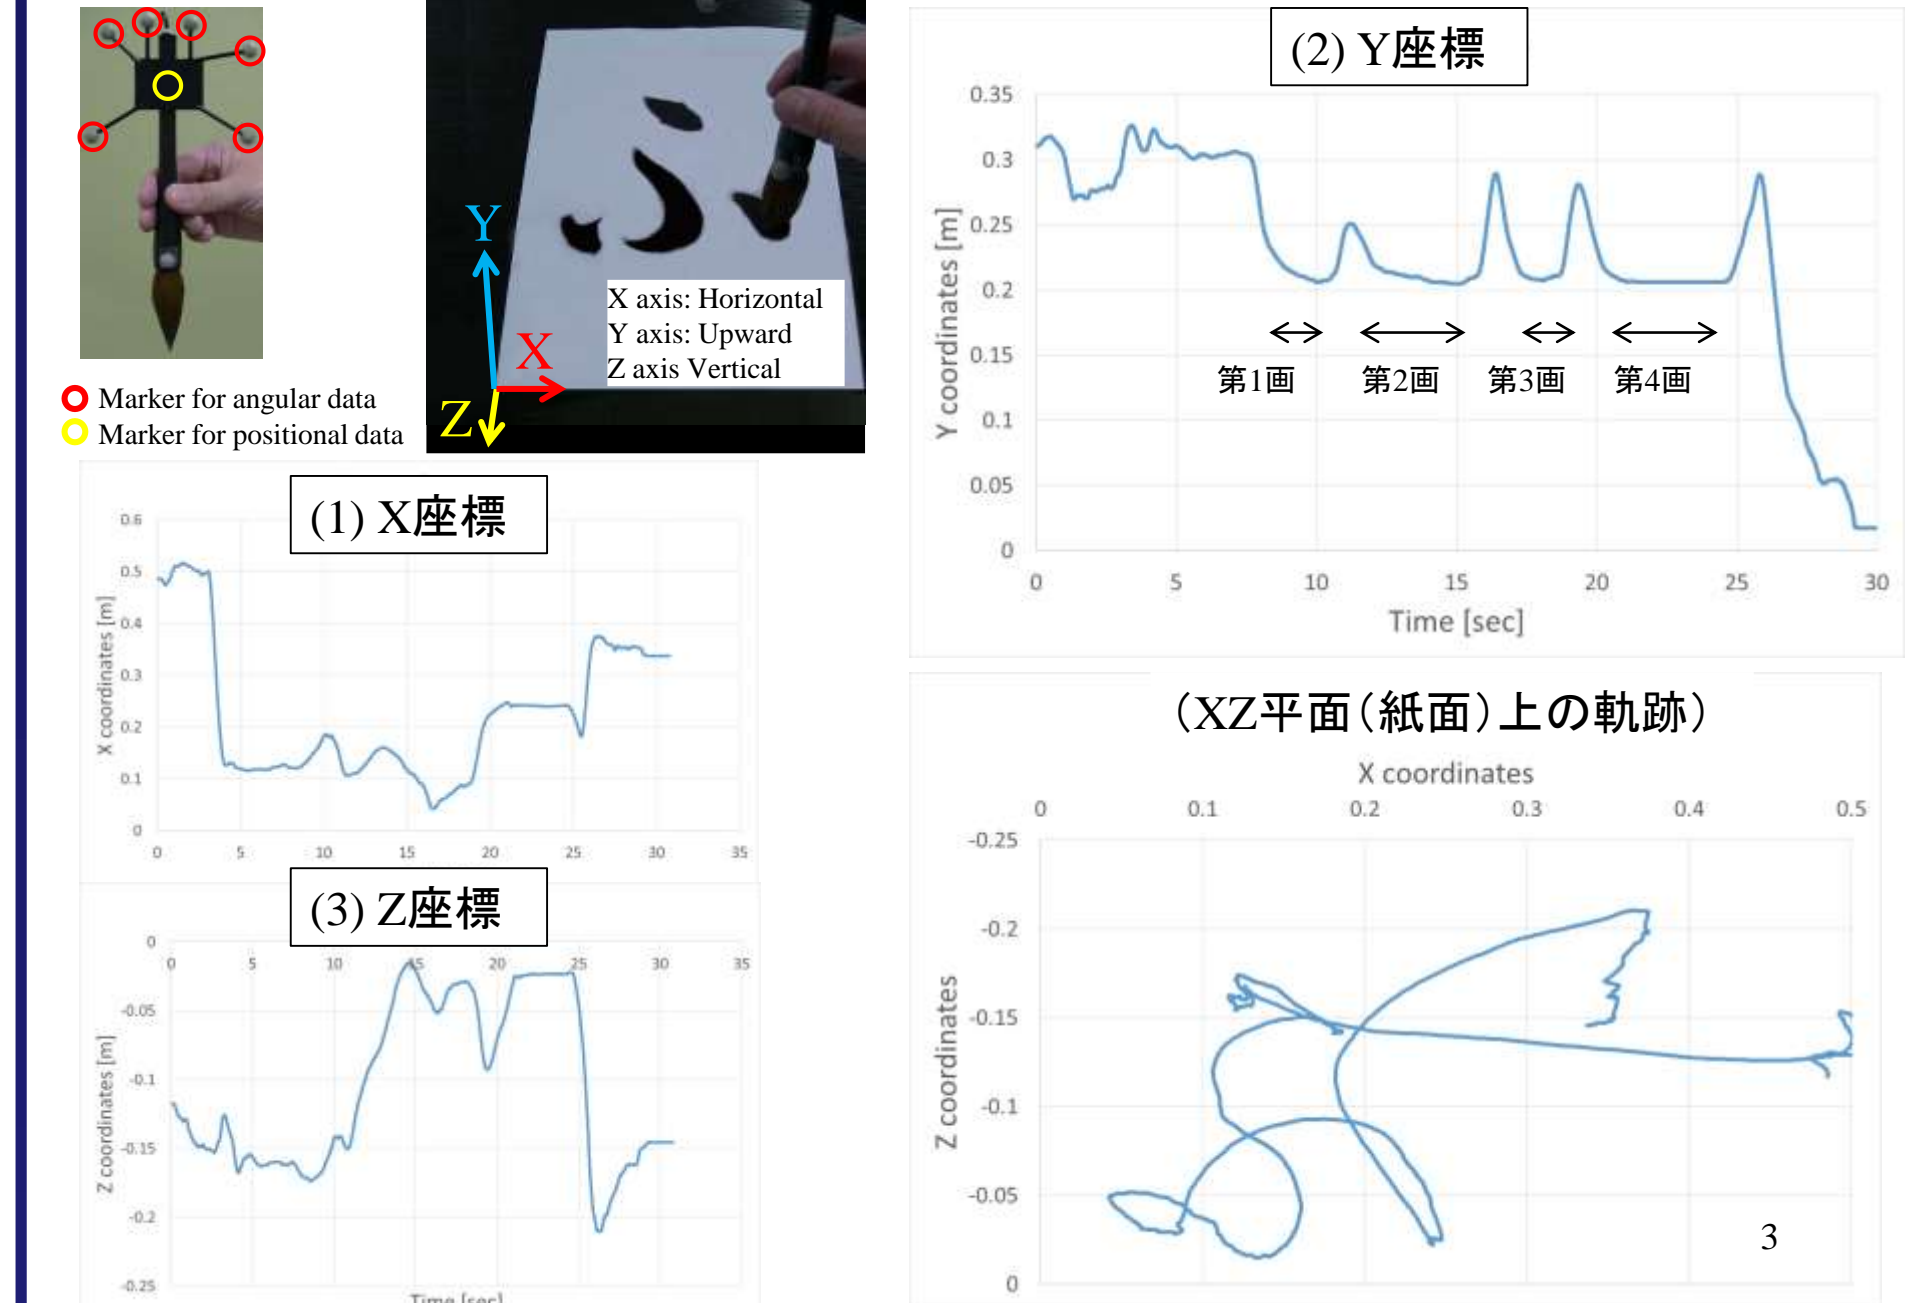 Y
X
Z
X axis: Horizontal
Y axis: Upward
Z axis Vertical
Marker for angular data
Marker for positional data
(1) X座標
X coordinates [m]
0.6
0.5
0.4
0.3
0.2
0.1
0
0 5 10 15 20 25 30 35
(3) Z座標
Z coordinates [m]
0
0 5 10 15 20 25 30 35
-0.05
-0.1
-0.15
-0.2
-0.25
Time [sec]
(2) Y座標
Y coordinates [m]
0.35
0.3
0.25
0.2
0.15
0.1
0.05
0
第1画 第2画 第3画 第4画
0 5 10 15 20 25 30
Time [sec]
（XZ平面（紙面）上の軌跡）
X coordinates
0 0.1 0.2 0.3 0.4 0.5
Z coordinates
-0.25
-0.2
-0.15
-0.1
-0.05
0
3